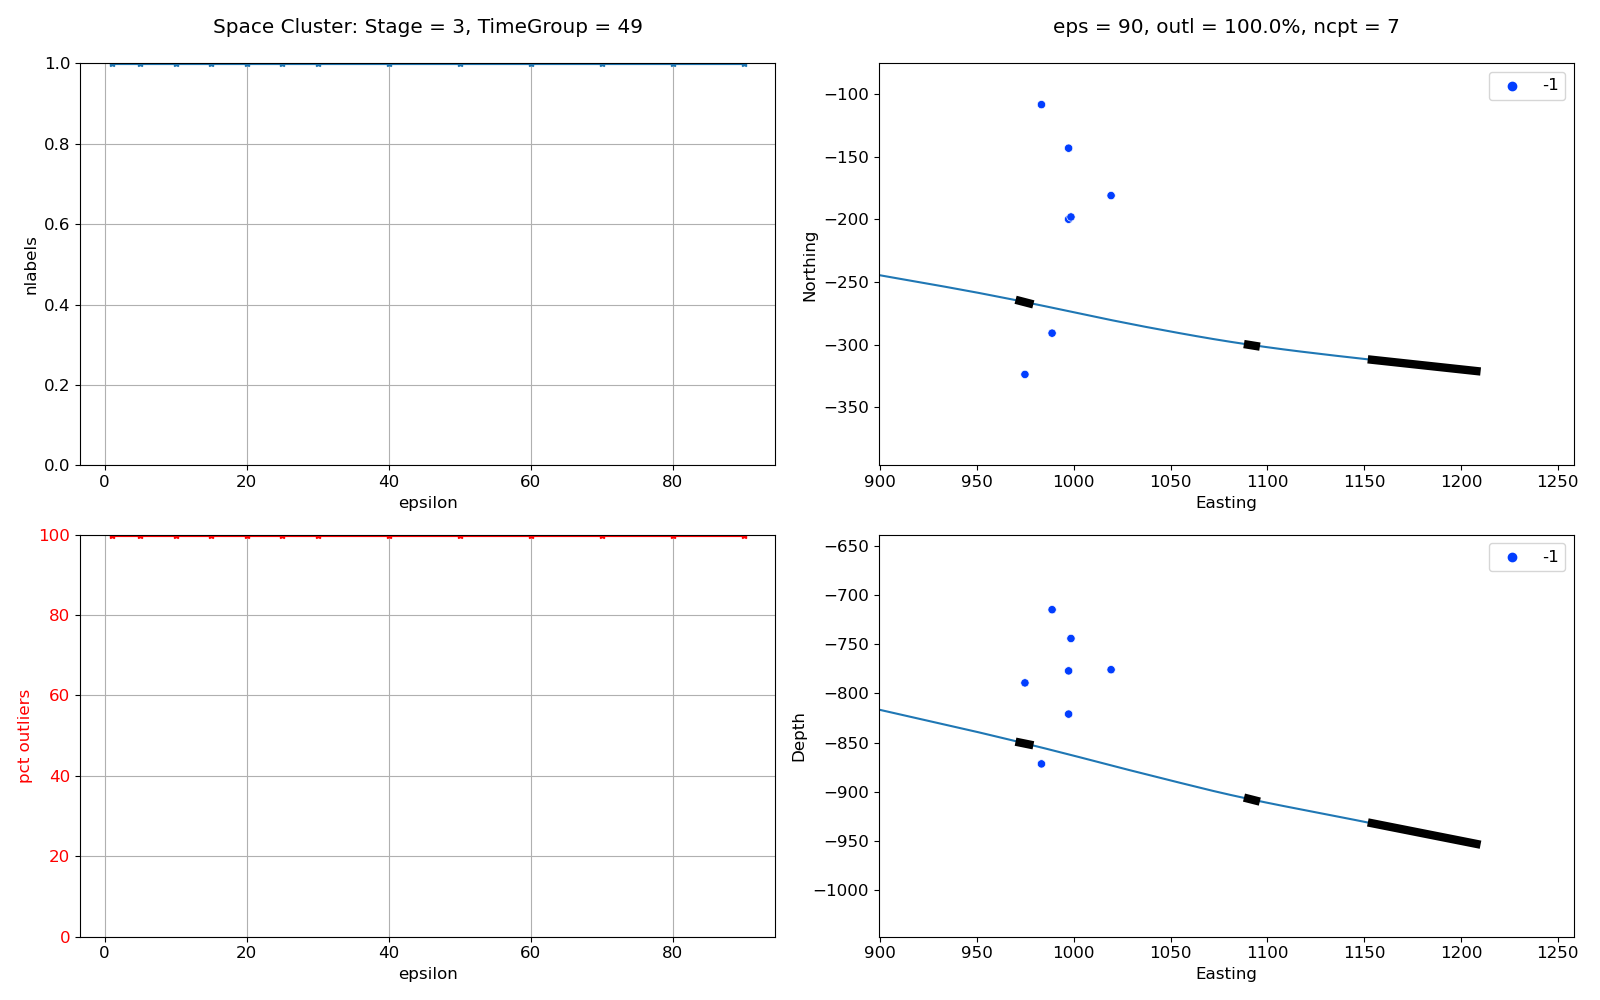 Space Cluster: Stage = 3, TimeGroup = 49
1.0
0.8
0.6
0.4
0.2
0.0
nlabels
0 20 40 60 80
epsilon
eps = 90, outl = 100.0%, ncpt = 7
-1
−100
−150
−200
−250
−300
−350
Northing
900 950 1000 1050 1100 1150 1200 1250
Easting
100
80
60
40
20
0
pct outliers
0 20 40 60 80
epsilon
-1
−650
−700
−750
−800
−850
−900
−950
−1000
Depth
900 950 1000 1050 1100 1150 1200 1250
Easting